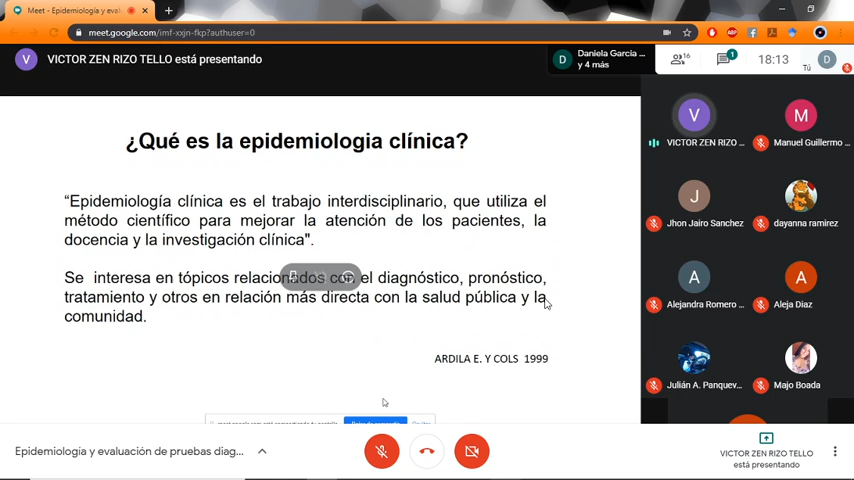 Meet - Epidemiología y eval
meet.google.com/imf-xxjn-fkp?authuser=0
ABP
V VICTOR ZEN RIZO TELLO está presentando
D Daniela Garcia ...
y 4 más
16
1
18:13
Tú
D
V
M
VICTOR ZEN RIZO ...
Manuel Guillermo ...
¿Qué es la epidemiologia clínica?
“Epidemiología clínica es el trabajo interdisciplinario, que utiliza el
método científico para mejorar la atención de los pacientes, la
docencia y la investigación clínica".
J
Jhon Jairo Sanchez
dayanna ramirez
Se interesa en tópicos relacionados con el diagnóstico, pronóstico,
tratamiento y otros en relación más directa con la salud pública y la
comunidad.
A
A
Alejandra Romero ...
Aleja Diaz
ARDILA E. Y COLS 1999
Julián A. Panquev...
Majo Boada
Epidemiología y evaluación de pruebas diag...
VICTOR ZEN RIZO TELLO
está presentando